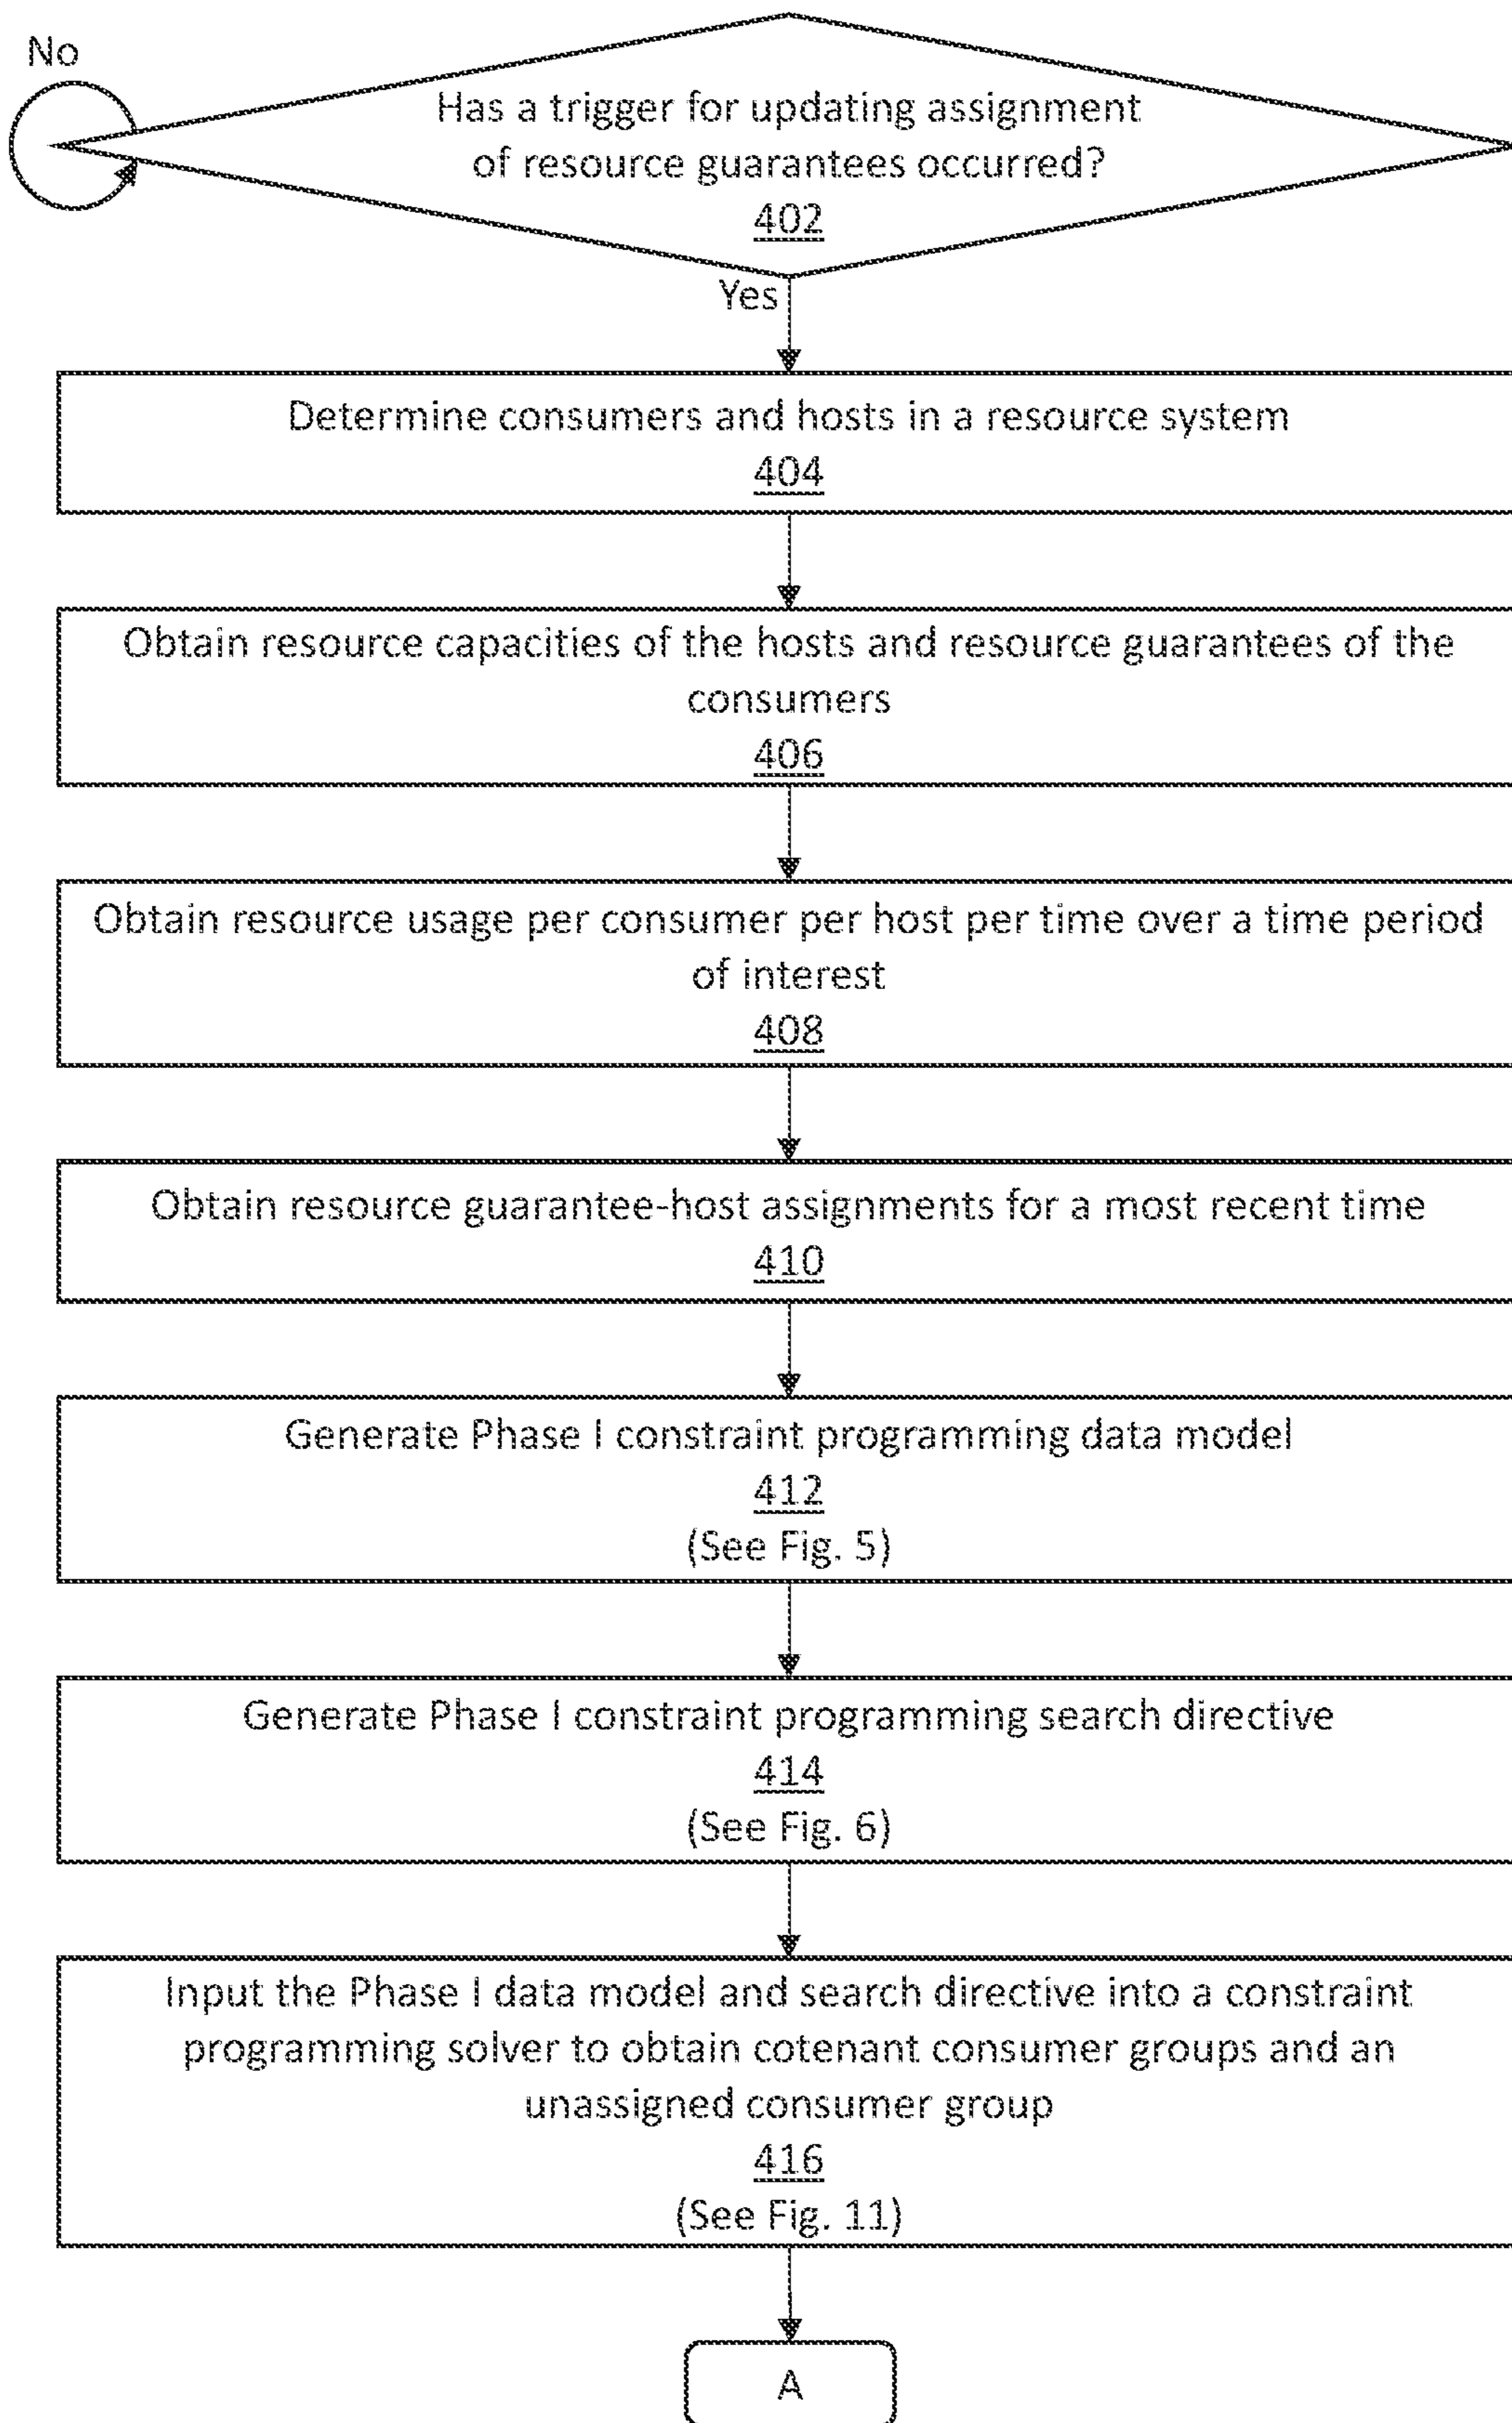 No
Has a trigger for updating assignment
of resource guarantees occurred?
402
Yes
Determine consumers and hosts in a resource system
404
Obtain resource capacities of the hosts and resource guarantees of the
consumers
406
Obtain resource usage per consumer per host per time over a time period
of interest
408
Obtain resource guarantee-host assignments for a most recent time
410
Generate Phase I constraint programming data model
412
(See Fig. 5)
Generate Phase I constraint programming search directive
414
(See Fig. 6)
Input the Phase I data model and search directive into a constraint
programming solver to obtain cotenant consumer groups and an
unassigned consumer group
416
(See Fig. 11)
A